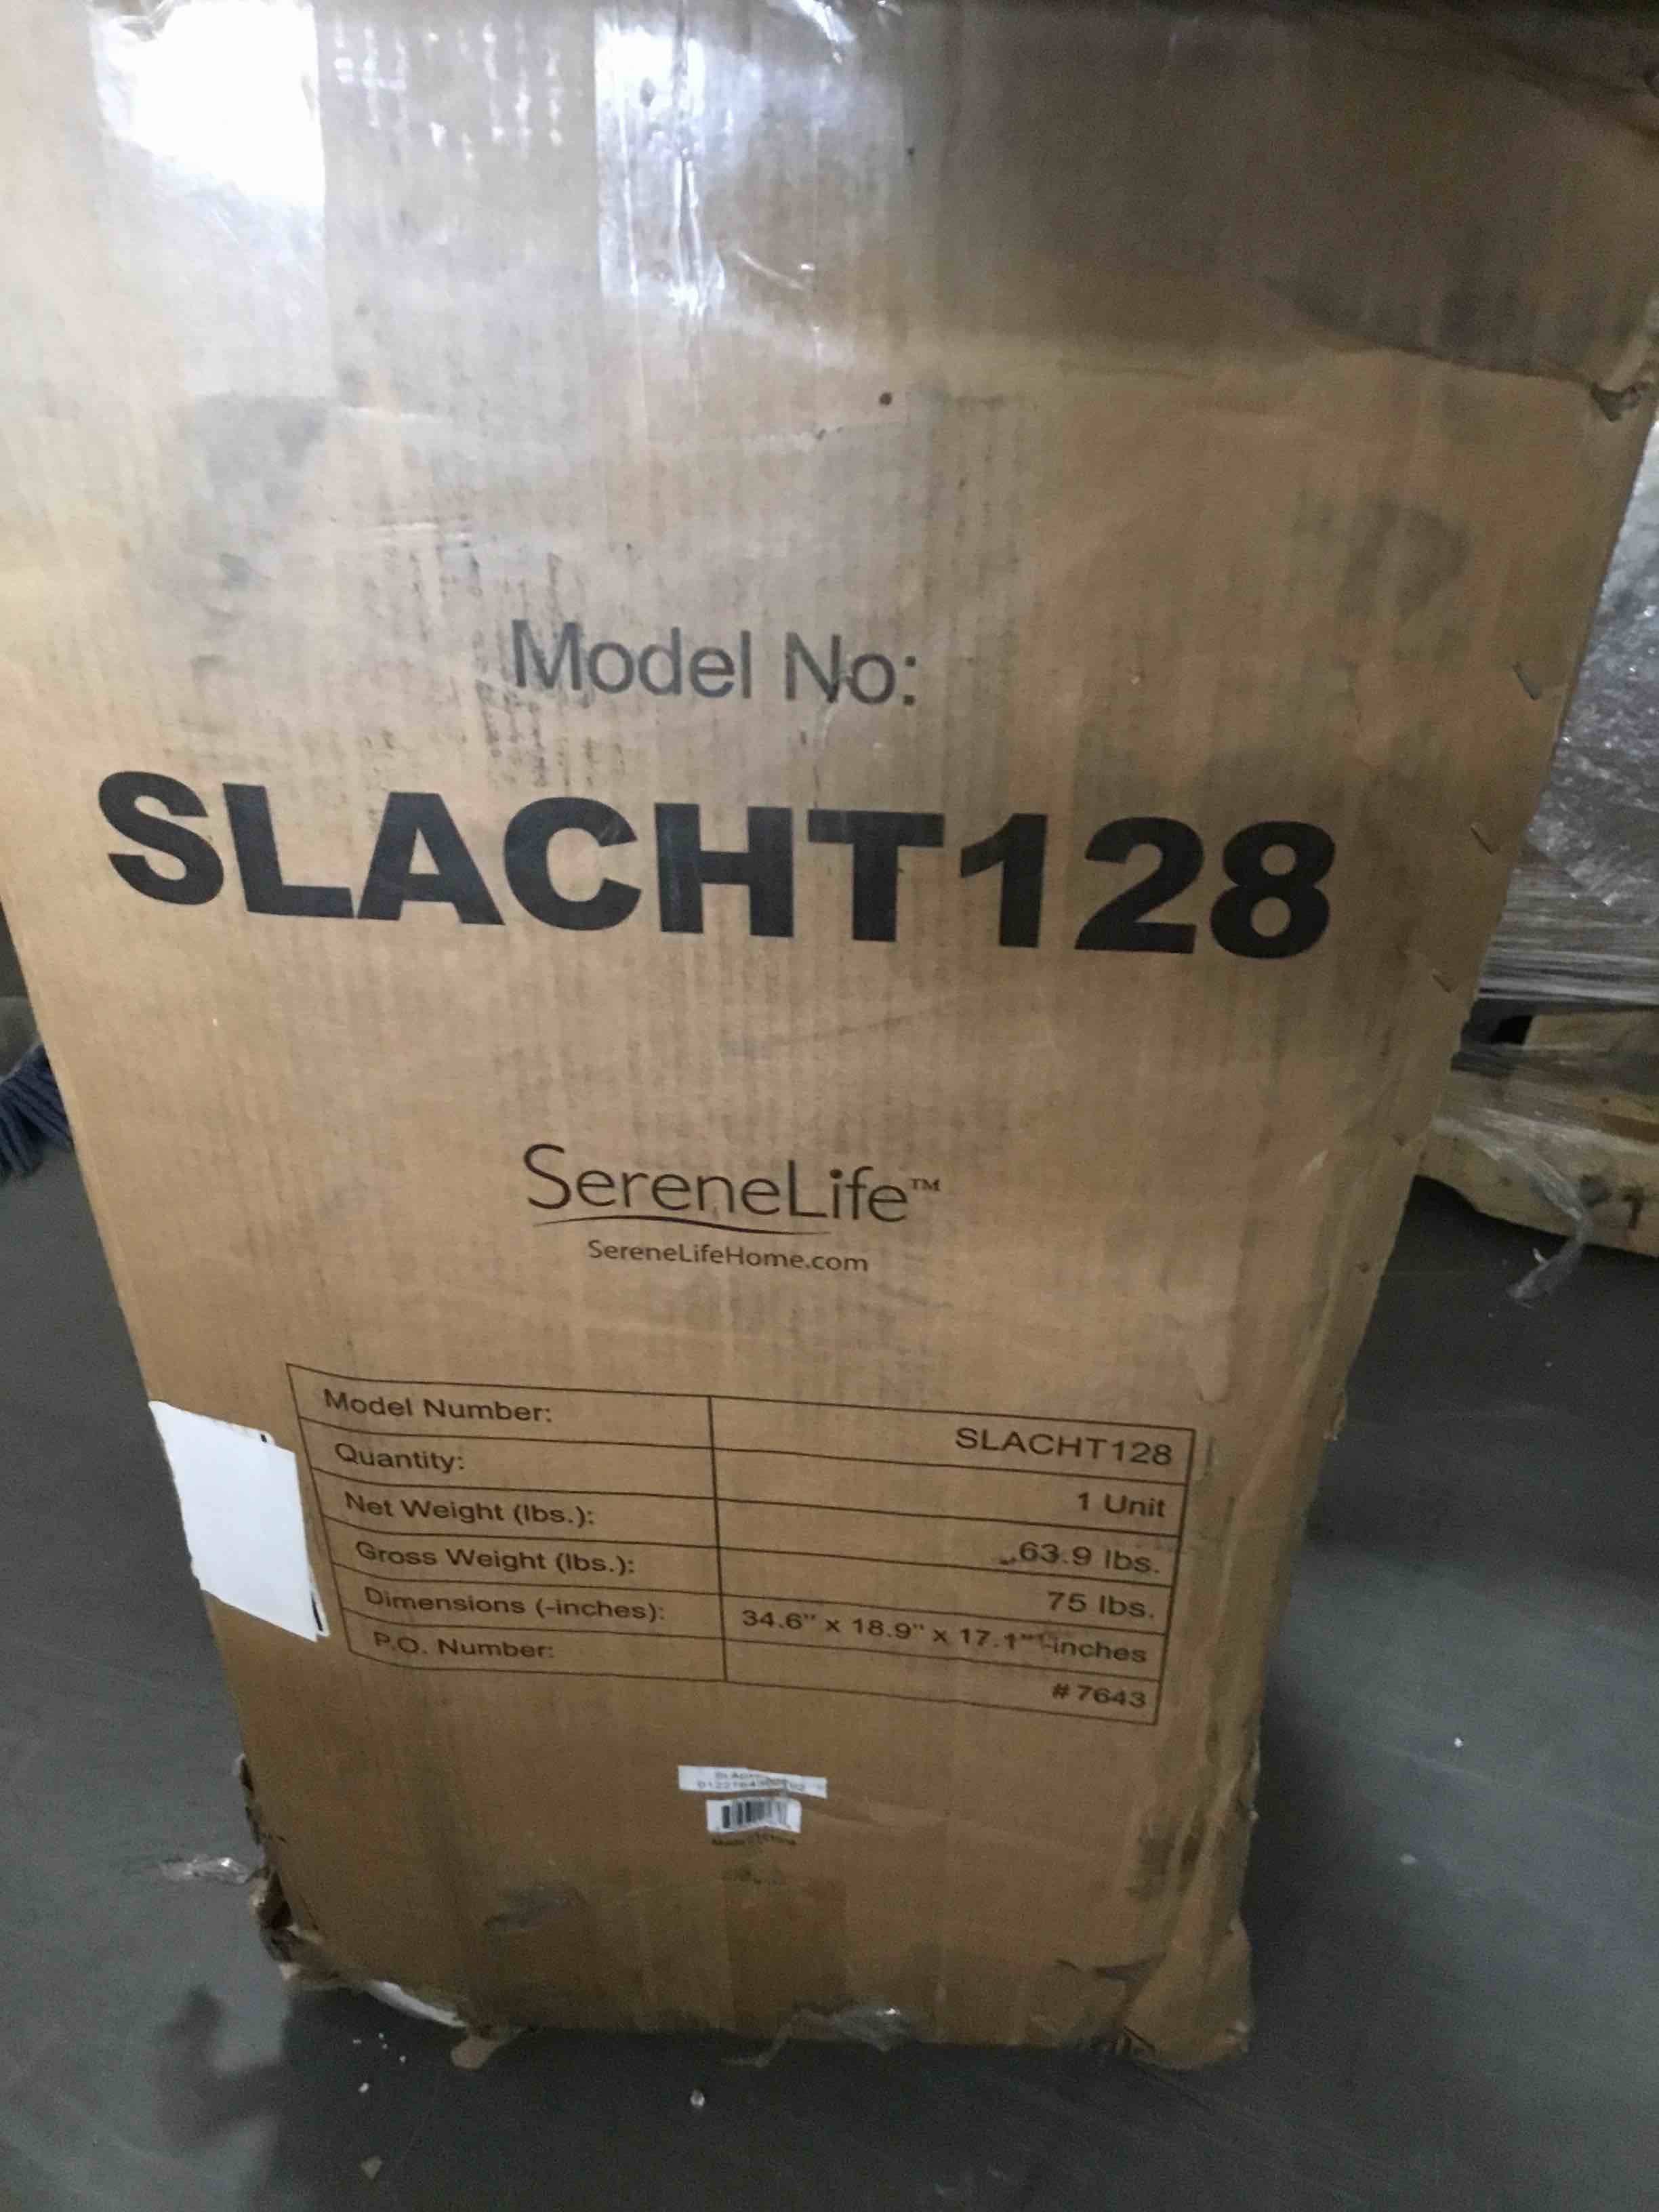 Model No:
SLACHT128
SereneLife™
SereneLifeHome.com
Model Number: SLACHT128
Quantity: 1 Unit
Net Weight (lbs.): 63.9 lbs.
Gross Weight (lbs.): 75 lbs.
Dimensions (-inches): 34.6" x 18.9" x 17.1" -inches
P.O. Number: #7643